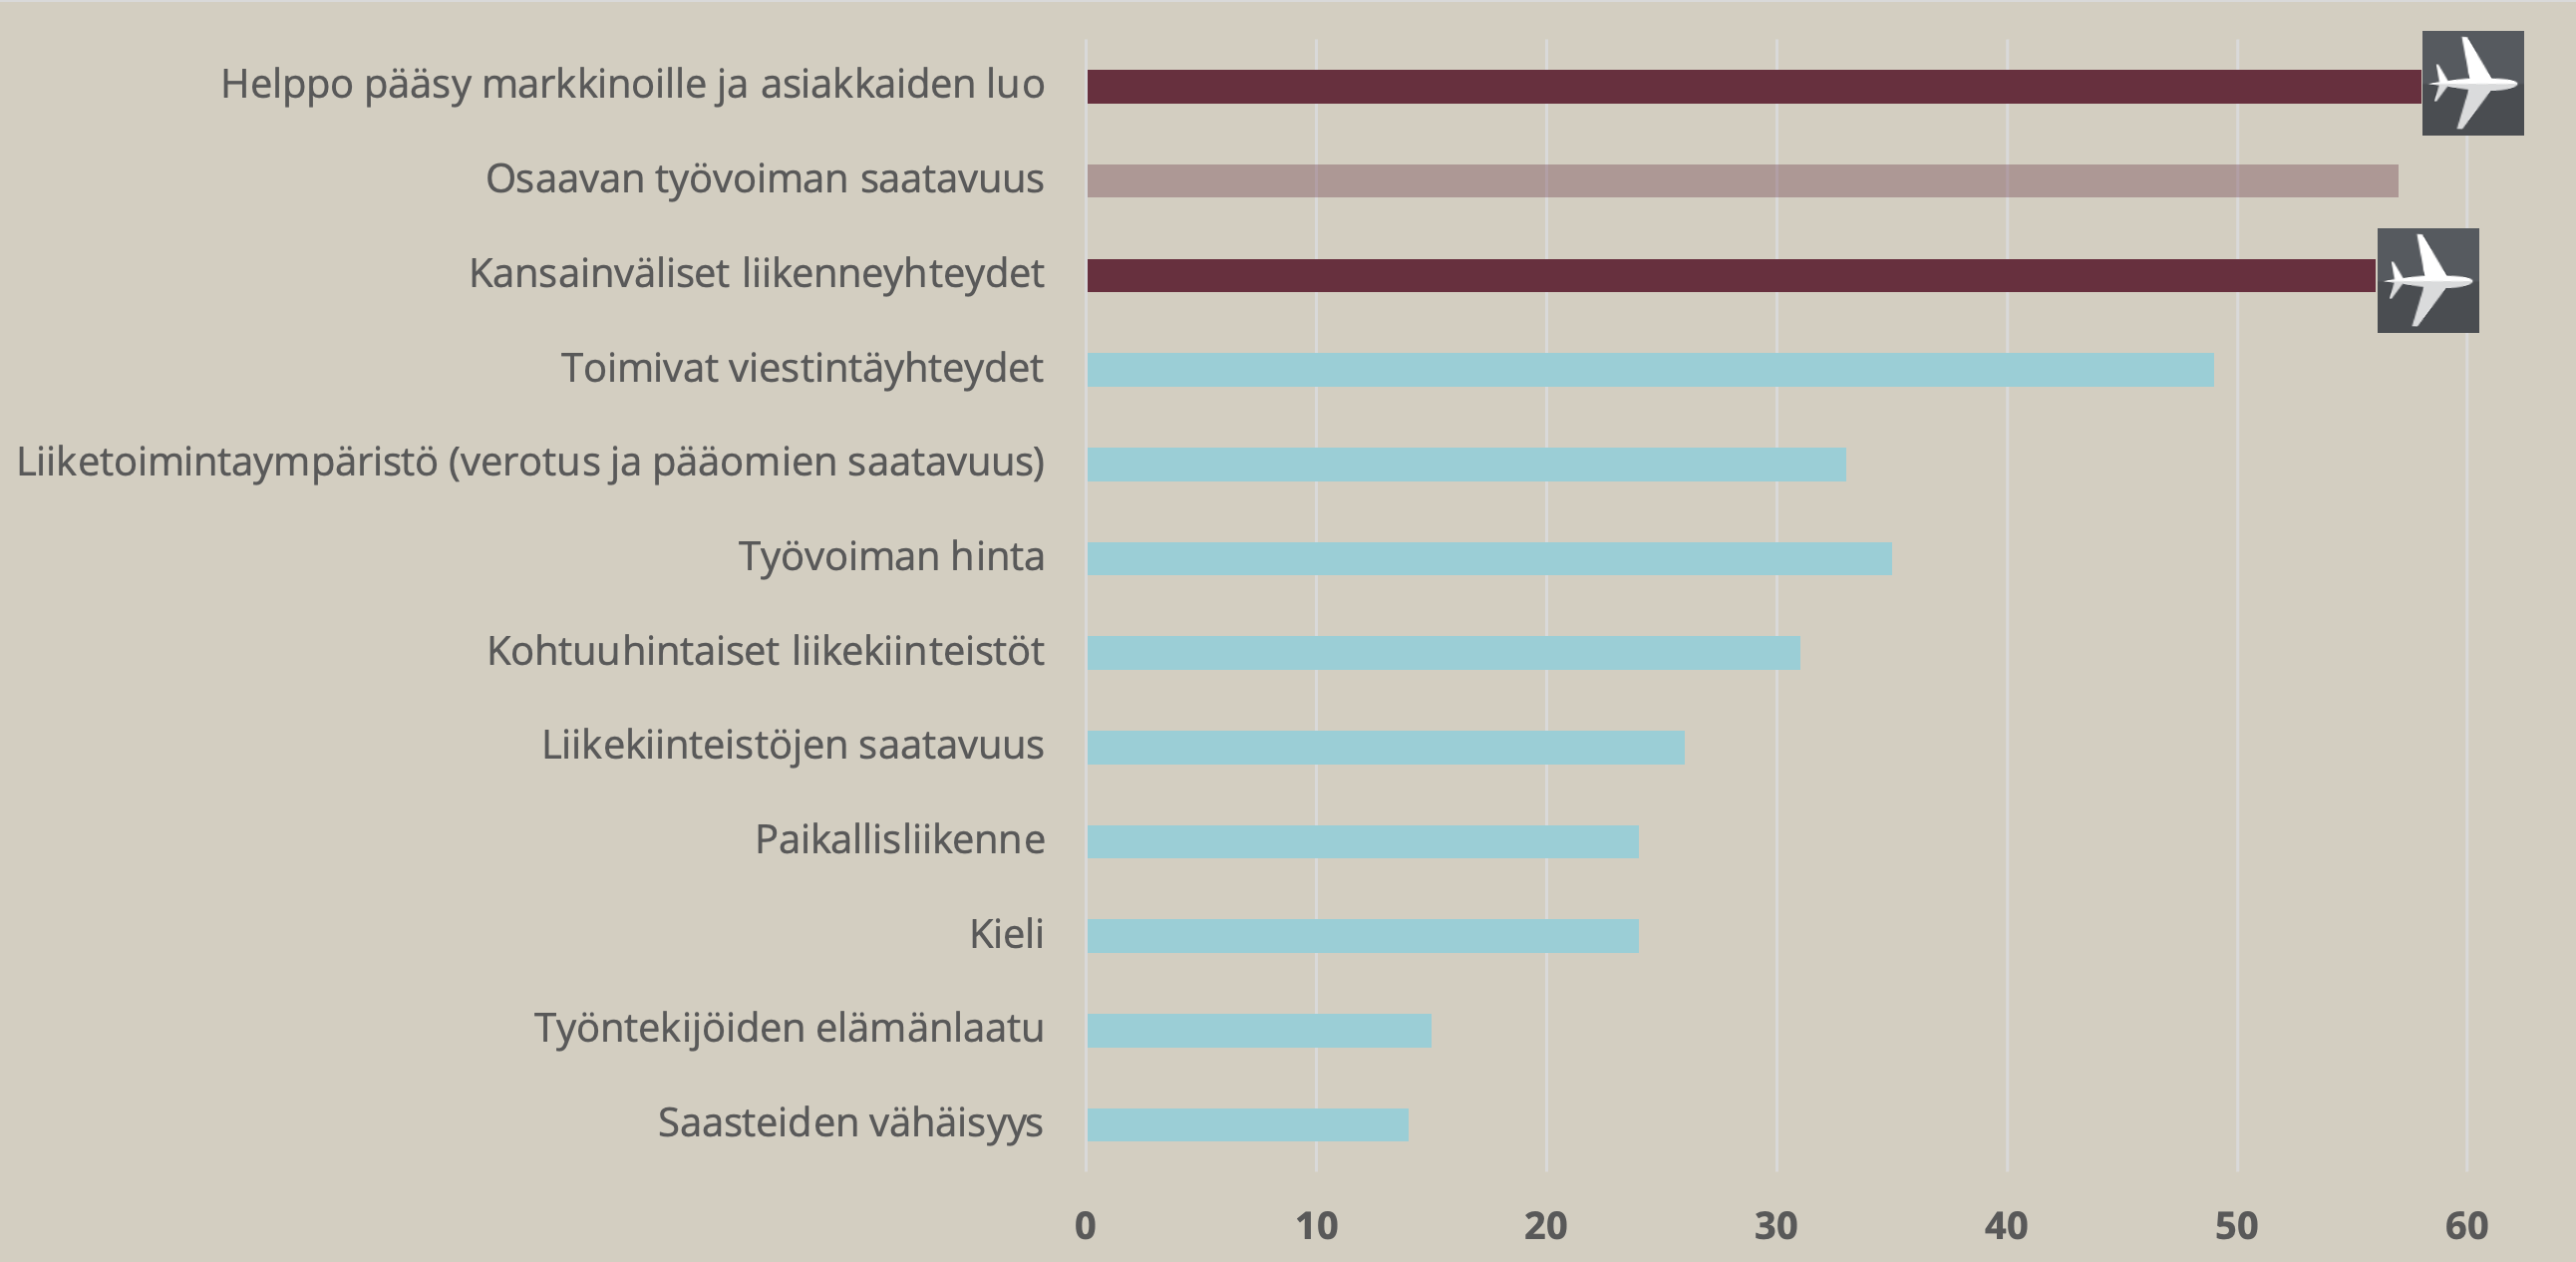 Helppo pääsy markkinoille ja asiakkaiden luo
Osaavan työvoiman saatavuus
Kansainväliset liikenneyhteydet
Toimivat viestintäyhteydet
Liiketoimintaympäristö (verotus ja pääomien saatavuus)
Työvoiman hinta
Kohtuuhintaiset liikekiinteistöt
Liikekiinteistöjen saatavuus
Paikallisliikenne
Kieli
Työntekijöiden elämänlaatu
Saasteiden vähäisyys
0 10 20 30 40 50 60